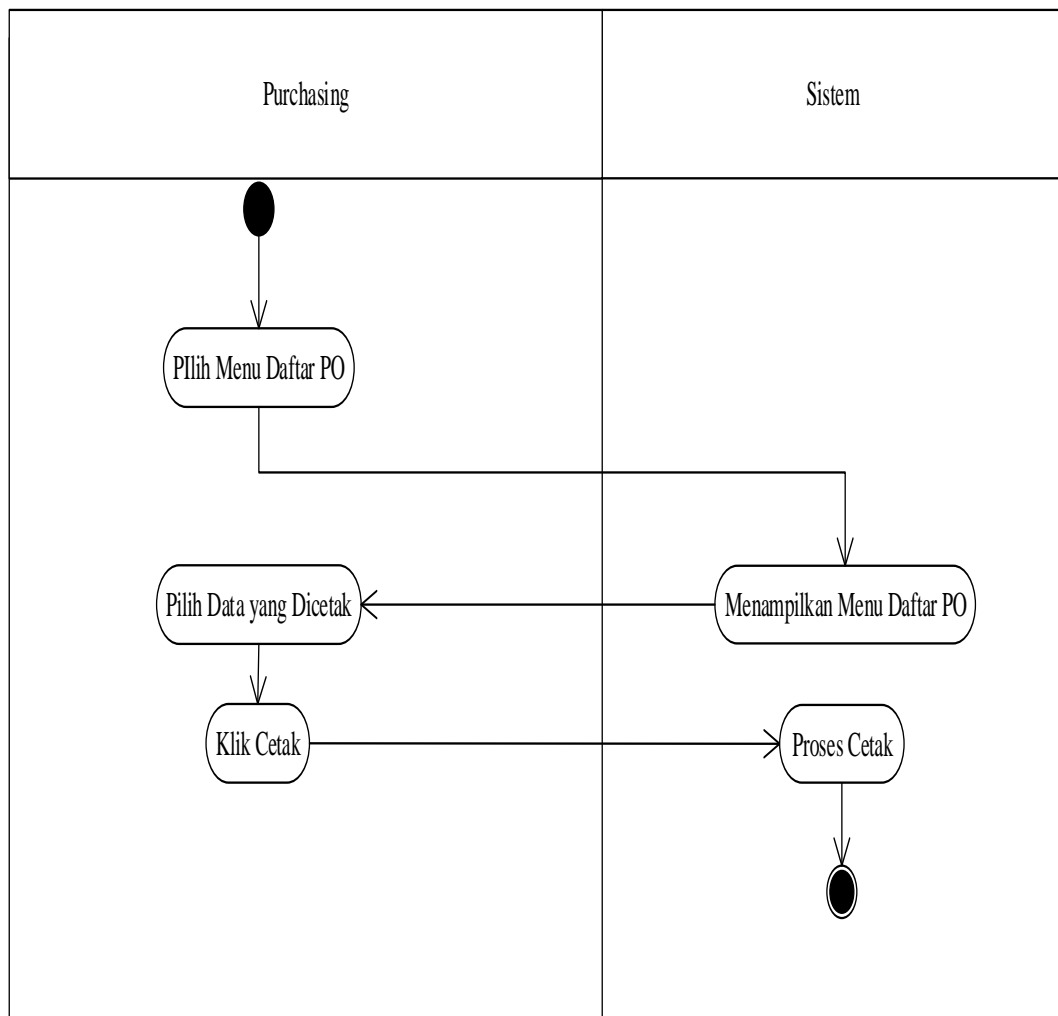 Purchasing
Sistem
PIlih Menu Daftar PO
Menampilkan Menu Daftar PO
Pilih Data yang Dicetak
Klik Cetak
Proses Cetak